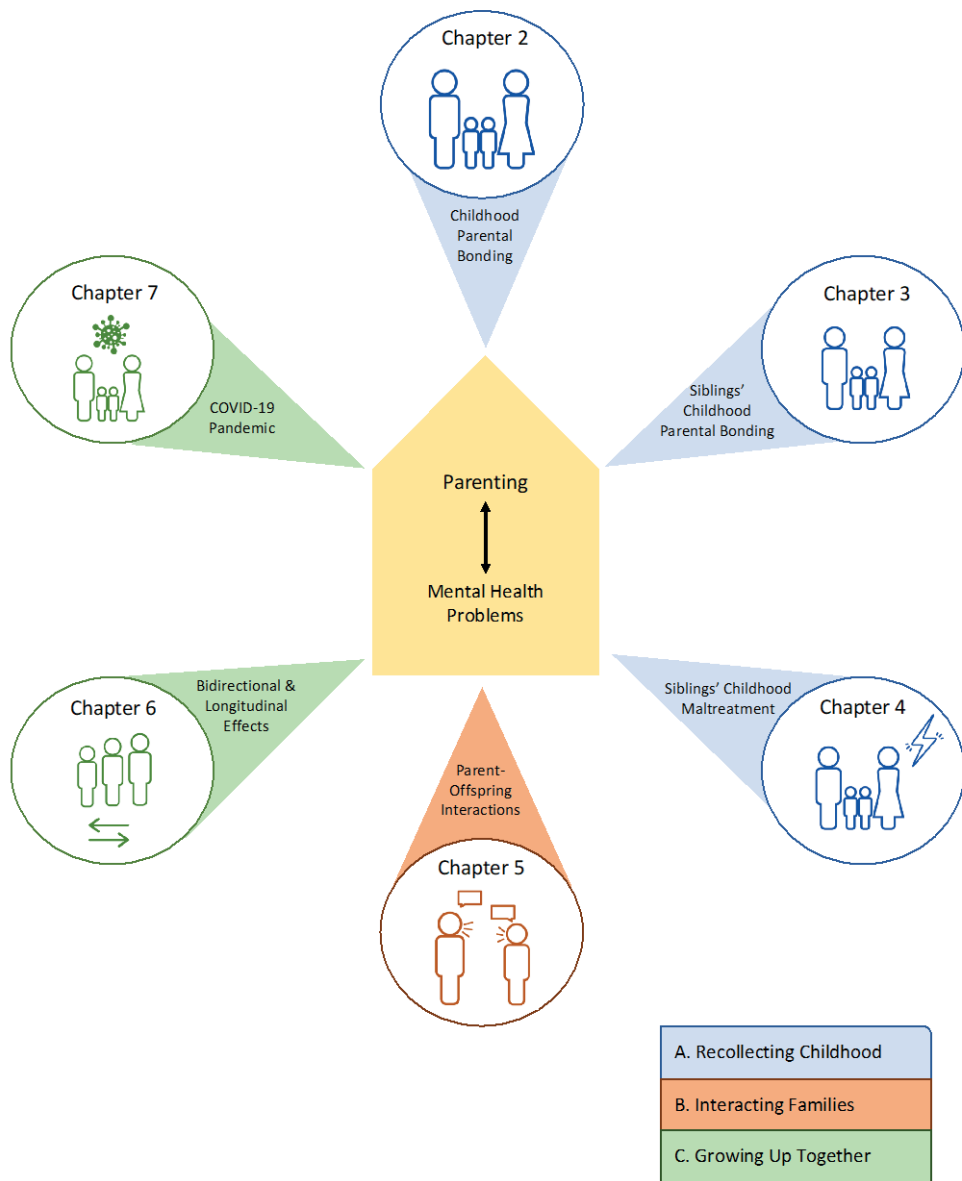 Chapter 2
Childhood
Parental
Bonding
Chapter 7
COVID-19
Pandemic
Chapter 3
Siblings’
Childhood
Parental Bonding
Parenting
Mental Health
Problems
Chapter 6
Bidirectional &
Longitudinal
Effects
Siblings’ Childhood
Maltreatment
Chapter 4
Parent-
Offspring
Interactions
Chapter 5
A. Recollecting Childhood
B. Interacting Families
C. Growing Up Together